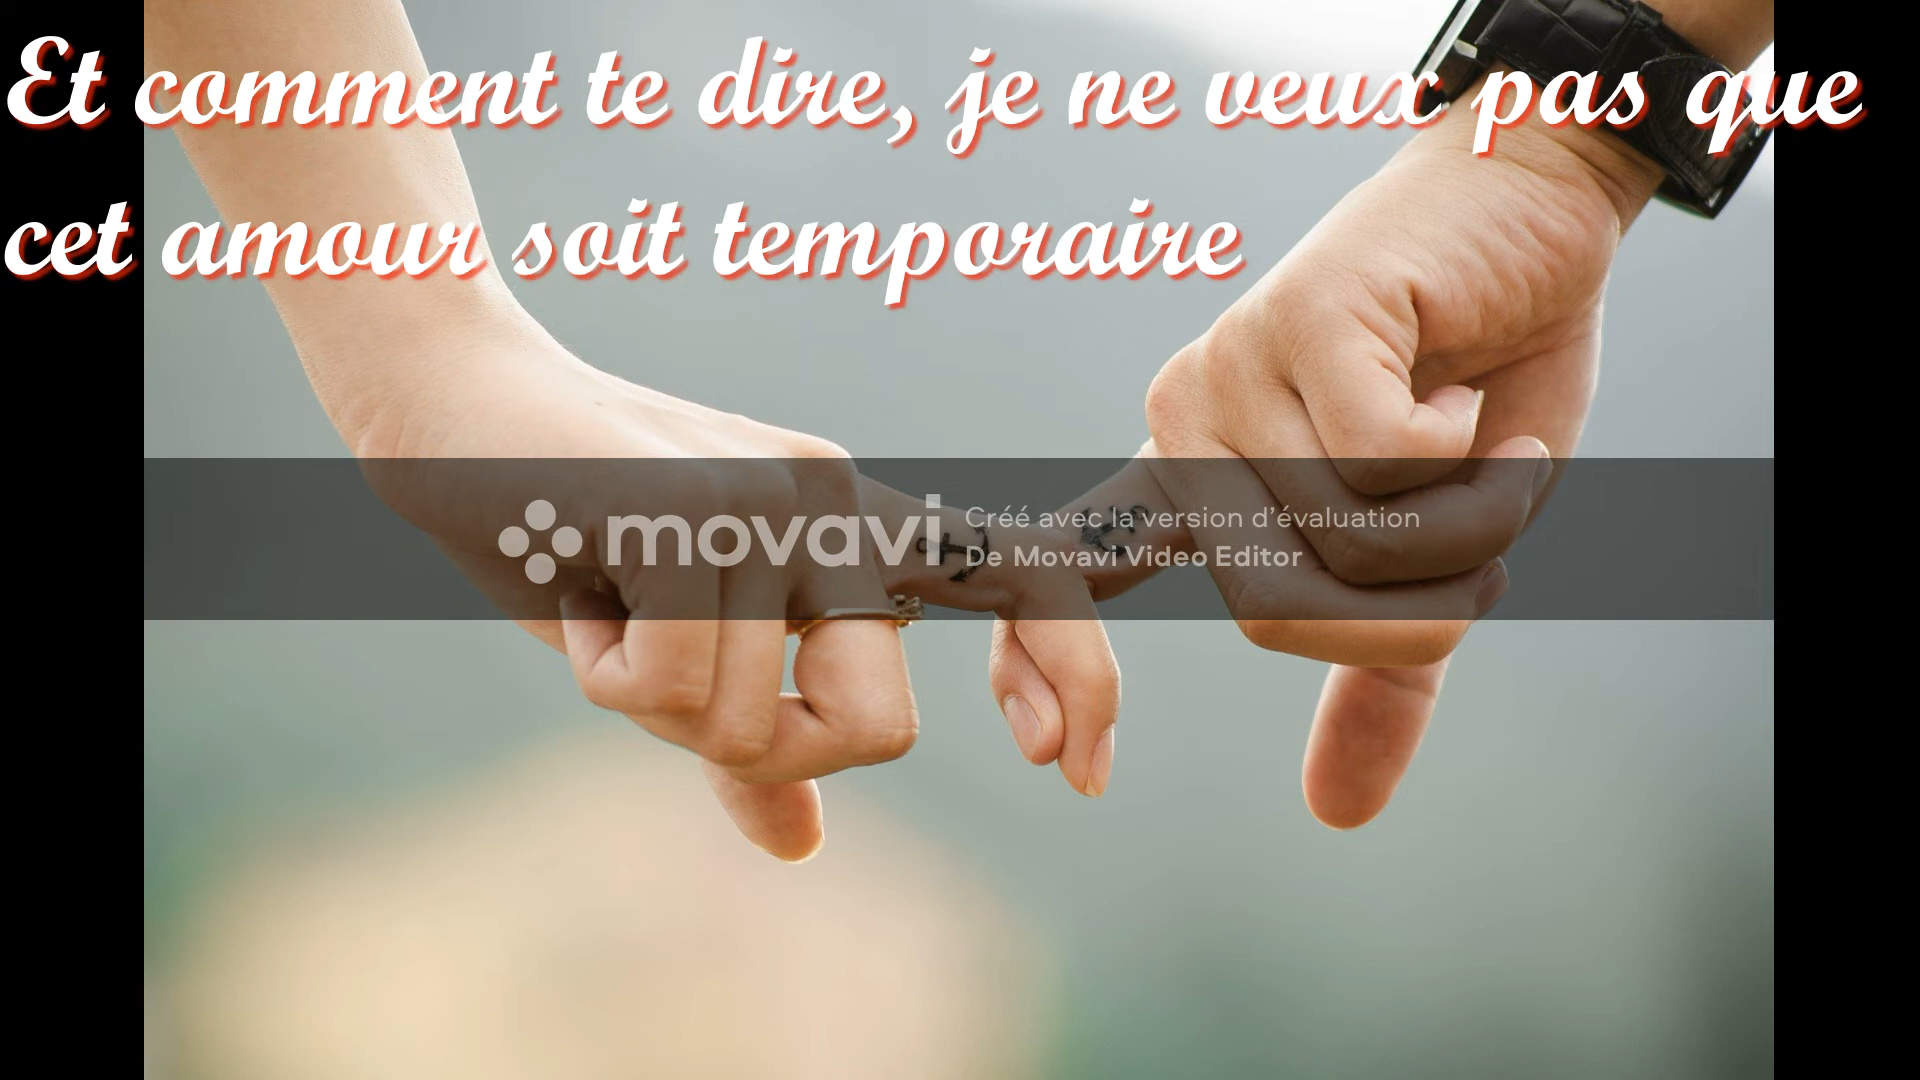 Et comment te dire, je ne veux pas que
cet amour soit temporaire
movavi
Créé avec la version d'évaluation
De Movavi Video Editor